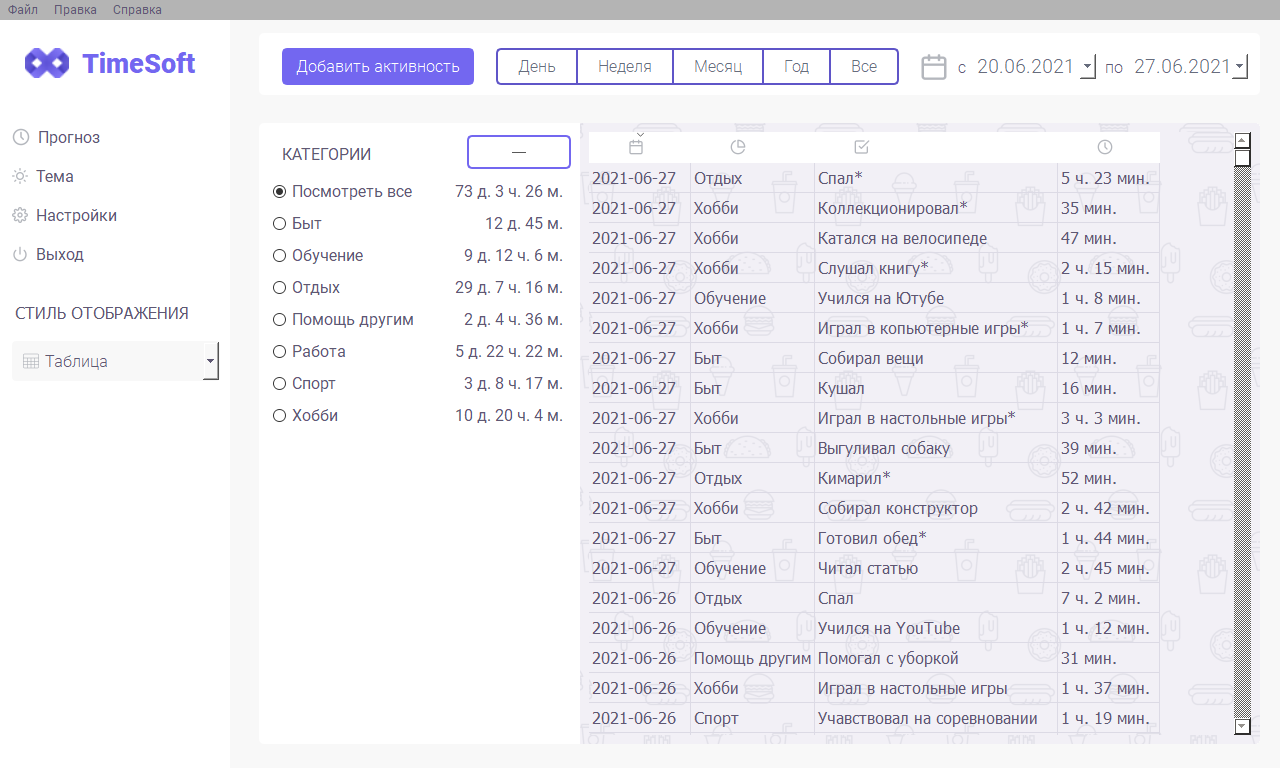 Файл Правка Справка
TimeSoft
Прогноз
Тема
Настройки
Выход
СТИЛЬ ОТОБРАЖЕНИЯ
Таблица
Добавить активность День Неделя Месяц Год Все с 20.06.2021 по 27.06.2021
КАТЕГОРИИ —
Посмотреть все 73 д. 3 ч. 26 м.
Быт 12 д. 45 м.
Обучение 9 д. 12 ч. 6 м.
Отдых 29 д. 7 ч. 16 м.
Помощь другим 2 д. 4 ч. 36 м.
Работа 5 д. 22 ч. 22 м.
Спорт 3 д. 8 ч. 17 м.
Хобби 10 д. 20 ч. 4 м.
2021-06-27 Отдых Спал* 5 ч. 23 мин.
2021-06-27 Хобби Коллекционировал* 35 мин.
2021-06-27 Хобби Катался на велосипеде 47 мин.
2021-06-27 Хобби Слушал книгу* 2 ч. 15 мин.
2021-06-27 Обучение Учился на Ютубе 1 ч. 8 мин.
2021-06-27 Хобби Играл в копьютерные игры* 1 ч. 7 мин.
2021-06-27 Быт Собирал вещи 12 мин.
2021-06-27 Быт Кушал 16 мин.
2021-06-27 Хобби Играл в настольные игры* 3 ч. 3 мин.
2021-06-27 Быт Выгуливал собаку 39 мин.
2021-06-27 Отдых Кимарил* 52 мин.
2021-06-27 Хобби Собирал конструктор 2 ч. 42 мин.
2021-06-27 Быт Готовил обед* 1 ч. 44 мин.
2021-06-27 Обучение Читал статью 2 ч. 45 мин.
2021-06-26 Отдых Спал 7 ч. 2 мин.
2021-06-26 Обучение Учился на YouTube 1 ч. 12 мин.
2021-06-26 Помощь другим Помогал с уборкой 31 мин.
2021-06-26 Хобби Играл в настольные игры 1 ч. 37 мин.
2021-06-26 Спорт Учавствовал на соревновании 1 ч. 19 мин.